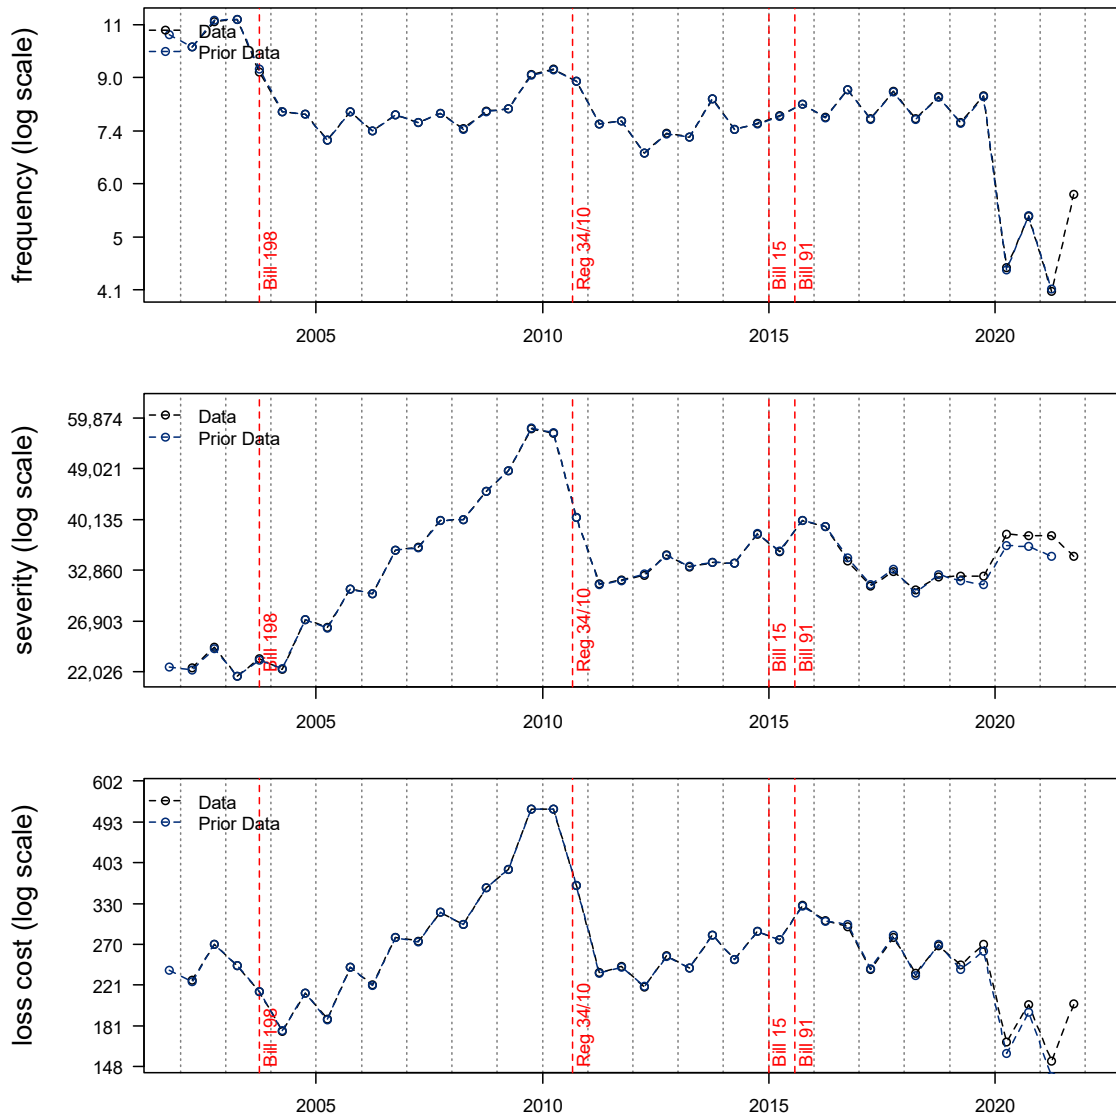 frequency (log scale)
11
9.0
7.4
6.0
5
4.1
Data
Prior Data
Bill 198
Reg 34/10
Bill 15
Bill 91
2005
2010
2015
2020
severity (log scale)
59,874
49,021
40,135
32,860
26,903
22,026
Data
Prior Data
Bill 198
Reg 34/10
Bill 15
Bill 91
2005
2010
2015
2020
loss cost (log scale)
602
493
403
330
270
221
181
148
Data
Prior Data
Bill 198
Reg 34/10
Bill 15
Bill 91
2005
2010
2015
2020